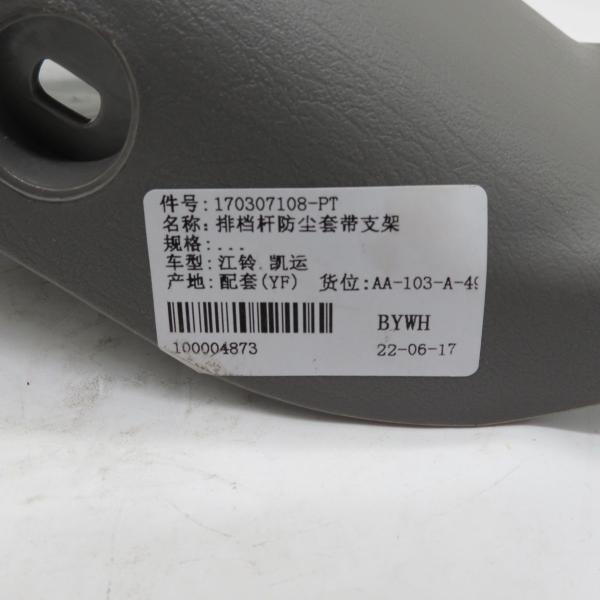 件号:170307108-PT
名称: 排档杆防尘套带支架
规格:...
车型:江铃.凯运
产地:配套(YF) 货位:AA-103-A-49
BYWH
100004873 22-06-17